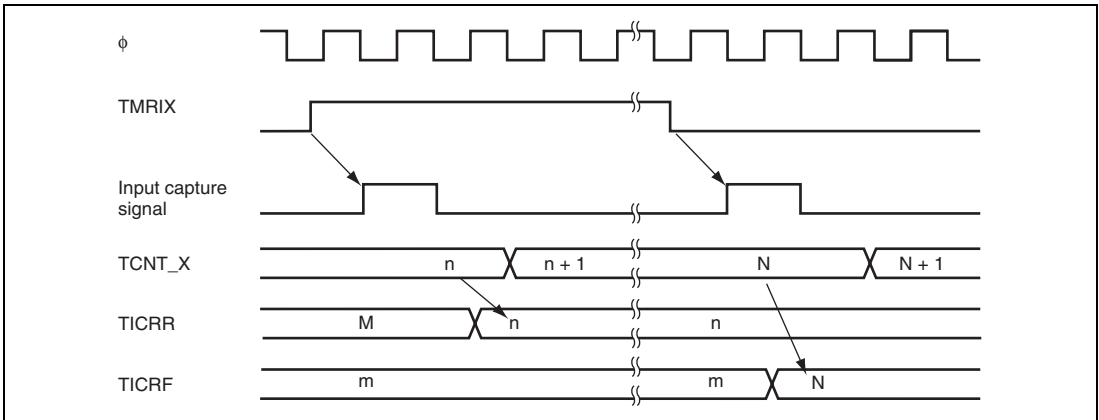 φ
TMRIX
Input capture
signal
TCNT_X n n + 1 N N + 1
TICRR M n n
TICRF m m N